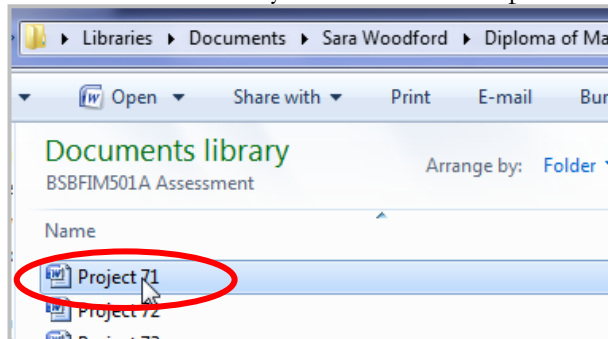 Libraries Documents Sara Woodford Diploma of Ma
Open Share with Print E-mail Bur
Documents library
BSBFIM501A Assessment
Arrange by: Folder
Name
Project 71
Project 72